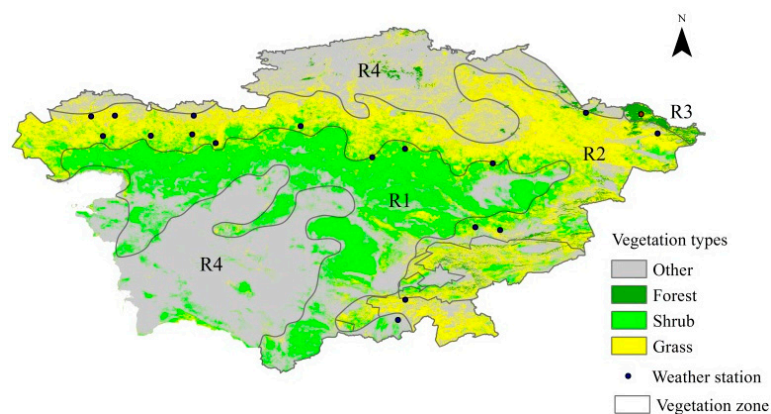 N
R4
R3
R2
R1
R4
Vegetation types
Other
Forest
Shrub
Grass
Weather station
Vegetation zone